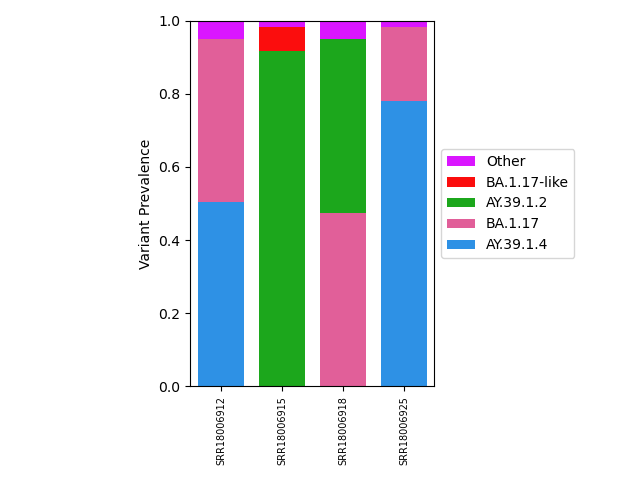 1.0
0.8
0.6
0.4
0.2
0.0
Variant Prevalence
SRR18006912
SRR18006915
SRR18006918
SRR18006925
Other
BA.1.17-like
AY.39.1.2
BA.1.17
AY.39.1.4